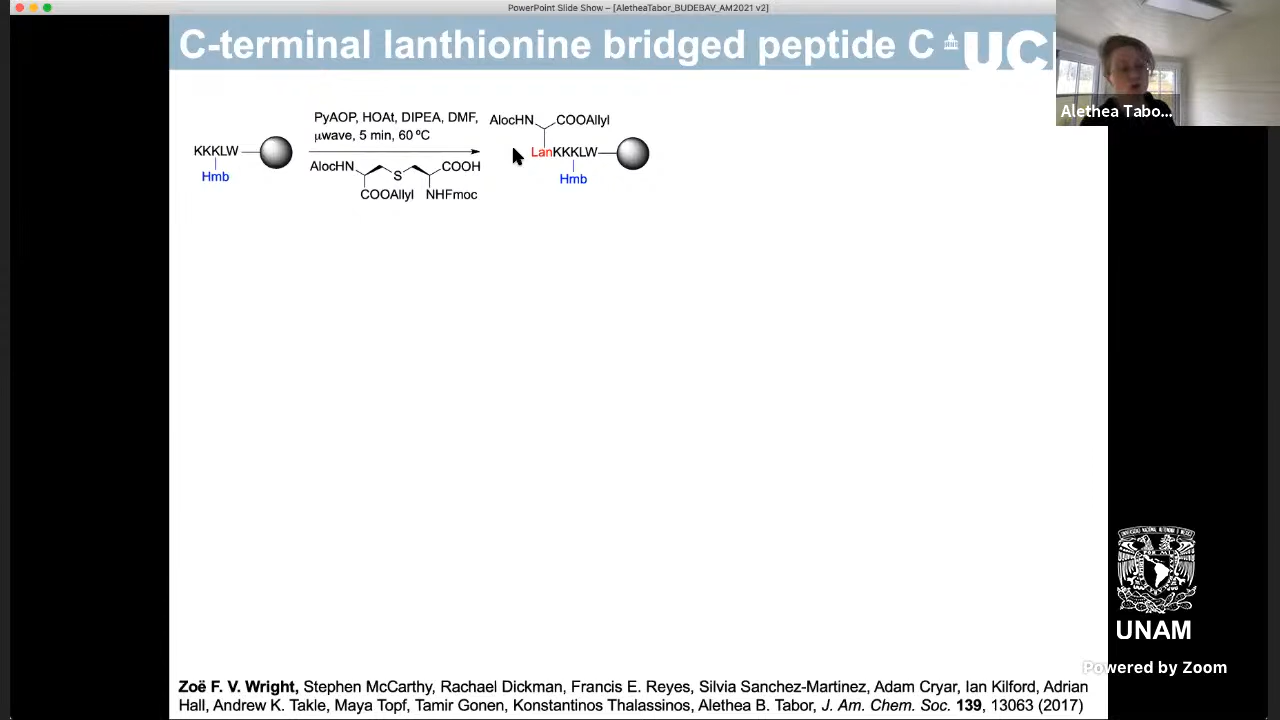 PowerPoint Slide Show – [AletheaTabor_BUDEBAV_AM2021 v2]
C-terminal lanthionine bridged peptide C
UCL
Alethea Tabo...
PyAOP, HOAt, DIPEA, DMF,
µwave, 5 min, 60 ºC
AlocHN COOAllyl
KKKLW
LanKKKLW
Hmb
AlocHN S COOH
Hmb
COOAllyl NHFmoc
UNAM
Powered by Zoom
Zoë F. V. Wright, Stephen McCarthy, Rachael Dickman, Francis E. Reyes, Silvia Sanchez-Martinez, Adam Cryar, Ian Kilford, Adrian
Hall, Andrew K. Takle, Maya Topf, Tamir Gonen, Konstantinos Thalassinos, Alethea B. Tabor, J. Am. Chem. Soc. 139, 13063 (2017)